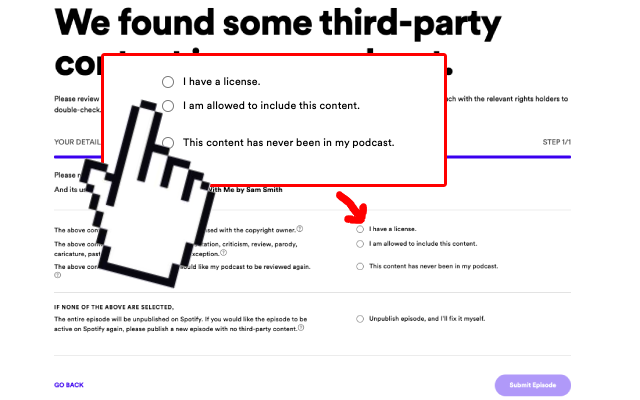 We found some third-party
I have a license.
I am allowed to include this content.
This content has never been in my podcast.
Please review
ch with the relevant rights holders to
double-check.
YOUR DETAIL
STEP 1/1
Please r
And its u
With Me by Sam Smith
The above con
sed with the copyright owner.
I have a license.
The above com
tation, criticism, review, parody,
I am allowed to include this content.
caricature, past
xception.
The above con
uld like my podcast to be reviewed again.
This content has never been in my podcast.
IF NONE OF THE ABOVE ARE SELECTED,
The entire episode will be unpublished on Spotify. If you would like the episode to be
Unpublish episode, and I'll fix it myself.
active on Spotify again, please publish a new episode with no third-party content.
GO BACK
Submit Episode